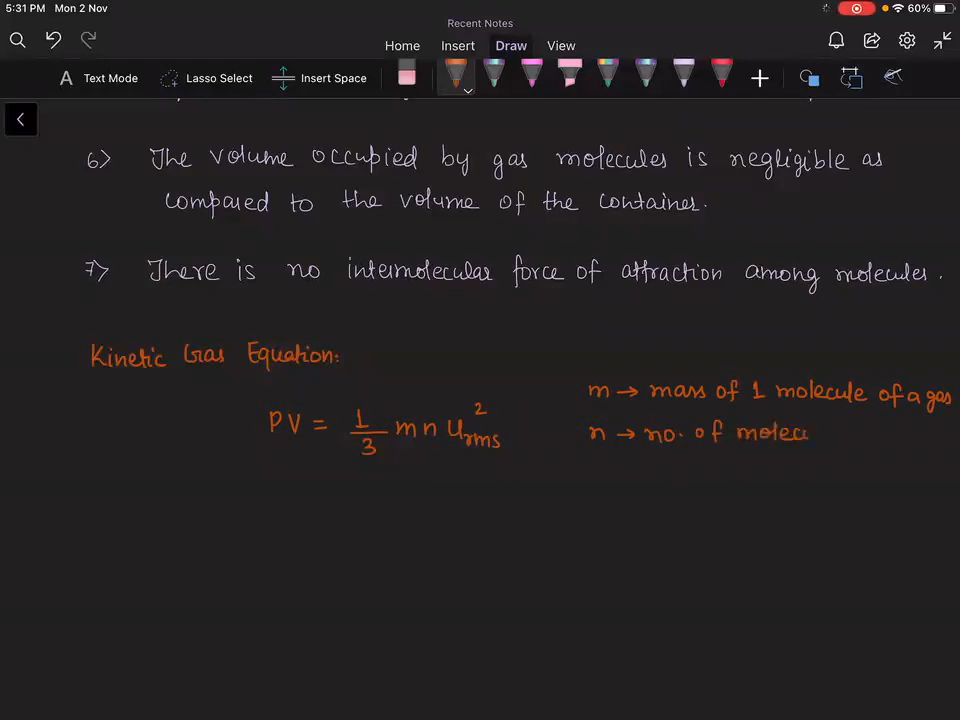 5:31 PM Mon 2 Nov
60%
Recent Notes
Home Insert Draw View
Text Mode Lasso Select Insert Space
6> The volume occupied by gas molecules is negligible as
compared to the volume of the container.
7> There is no intermolecular force of attraction among molecules.
Kinetic Gas Equation:
PV = 1/3 m n u²rms
m → mass of 1 molecule of a gas
n → no. of molec